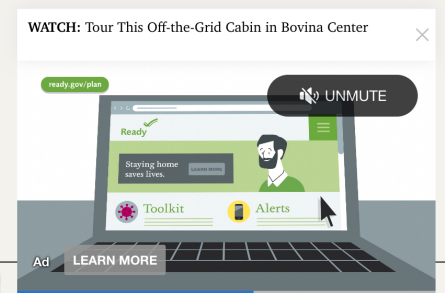 WATCH: Tour This Off-the-Grid Cabin in Bovina Center
ready.gov/plan
UNMUTE
Ready
Staying home
saves lives.
LEARN MORE
Toolkit
Alerts
Ad
LEARN MORE